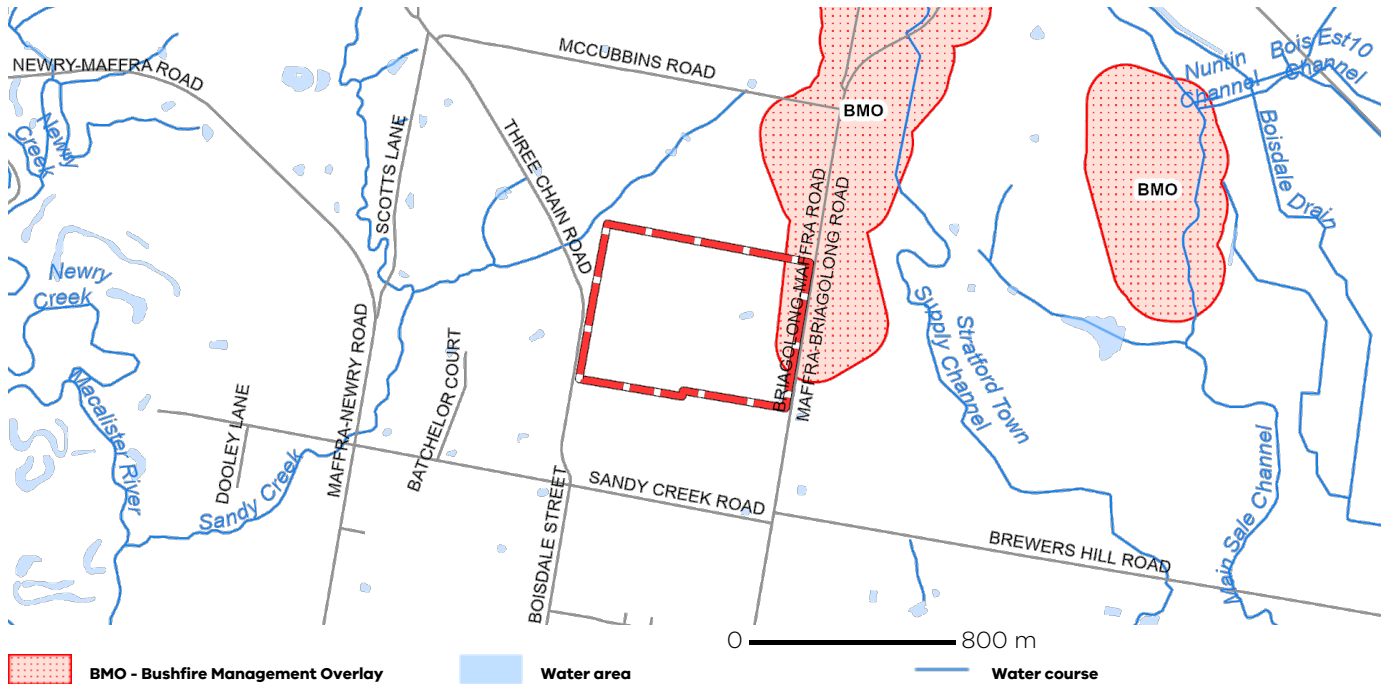 NEWRY-MAFFRA ROAD
MCCUBBINS ROAD
Nuntin
Channel
Bois Est10
Channel
BMO
Newry
Creek
SCOTTS LANE
THREE CHAIN ROAD
Boisdale Drain
BMO
BRIAGOLONG-MAFFRA ROAD
MAFFRA-BRIAGOLONG ROAD
Newry
Creek
MAFFRA-NEWRY ROAD
BATCHELOR COURT
Stratford Town
Supply Channel
Macalister River
DOOLEY LANE
Sandy Creek
BOISDALE STREET
SANDY CREEK ROAD
BREWERS HILL ROAD
Main Sale Channel
0 800 m
BMO - Bushfire Management Overlay
Water area
Water course